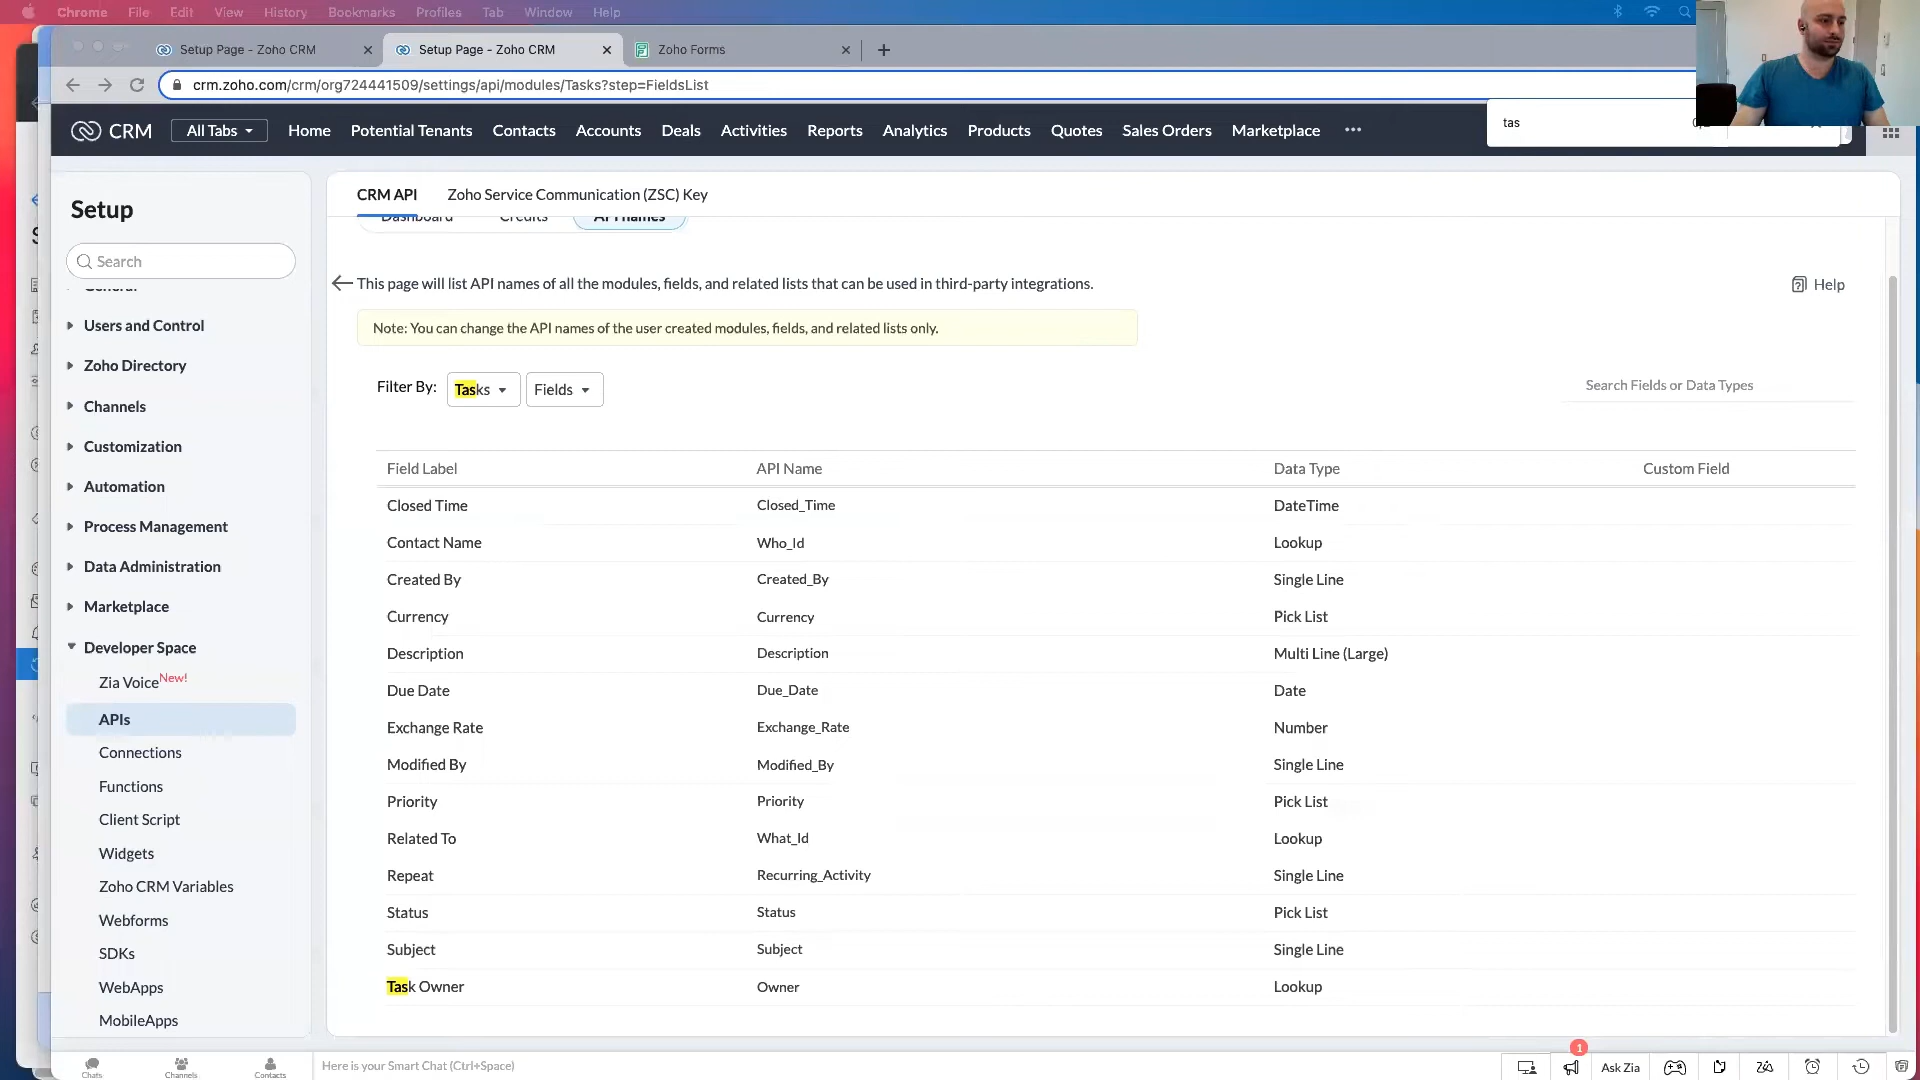 Chrome File Edit View History Bookmarks Profiles Tab Window Help
Setup Page - Zoho CRM
Setup Page - Zoho CRM
Zoho Forms
crm.zoho.com/crm/org724441509/settings/api/modules/Tasks?step=FieldsList
CRM All Tabs Home Potential Tenants Contacts Accounts Deals Activities Reports Analytics Products Quotes Sales Orders Marketplace
tas
Setup
Search
General
Users and Control
Zoho Directory
Channels
Customization
Automation
Process Management
Data Administration
Marketplace
Developer Space
Zia Voice New!
APIs
Connections
Functions
Client Script
Widgets
Zoho CRM Variables
Webforms
SDKs
WebApps
MobileApps
CRM API Zoho Service Communication (ZSC) Key
Dashboard Credits API names
This page will list API names of all the modules, fields, and related lists that can be used in third-party integrations.
Help
Note: You can change the API names of the user created modules, fields, and related lists only.
Filter By: Tasks Fields
Search Fields or Data Types
Field Label API Name Data Type Custom Field
Closed Time Closed_Time DateTime
Contact Name Who_Id Lookup
Created By Created_By Single Line
Currency Currency Pick List
Description Description Multi Line (Large)
Due Date Due_Date Date
Exchange Rate Exchange_Rate Number
Modified By Modified_By Single Line
Priority Priority Pick List
Related To What_Id Lookup
Repeat Recurring_Activity Single Line
Status Status Pick List
Subject Subject Single Line
Task Owner Owner Lookup
Chats Channels Contacts
Here is your Smart Chat (Ctrl+Space)
1
Ask Zia